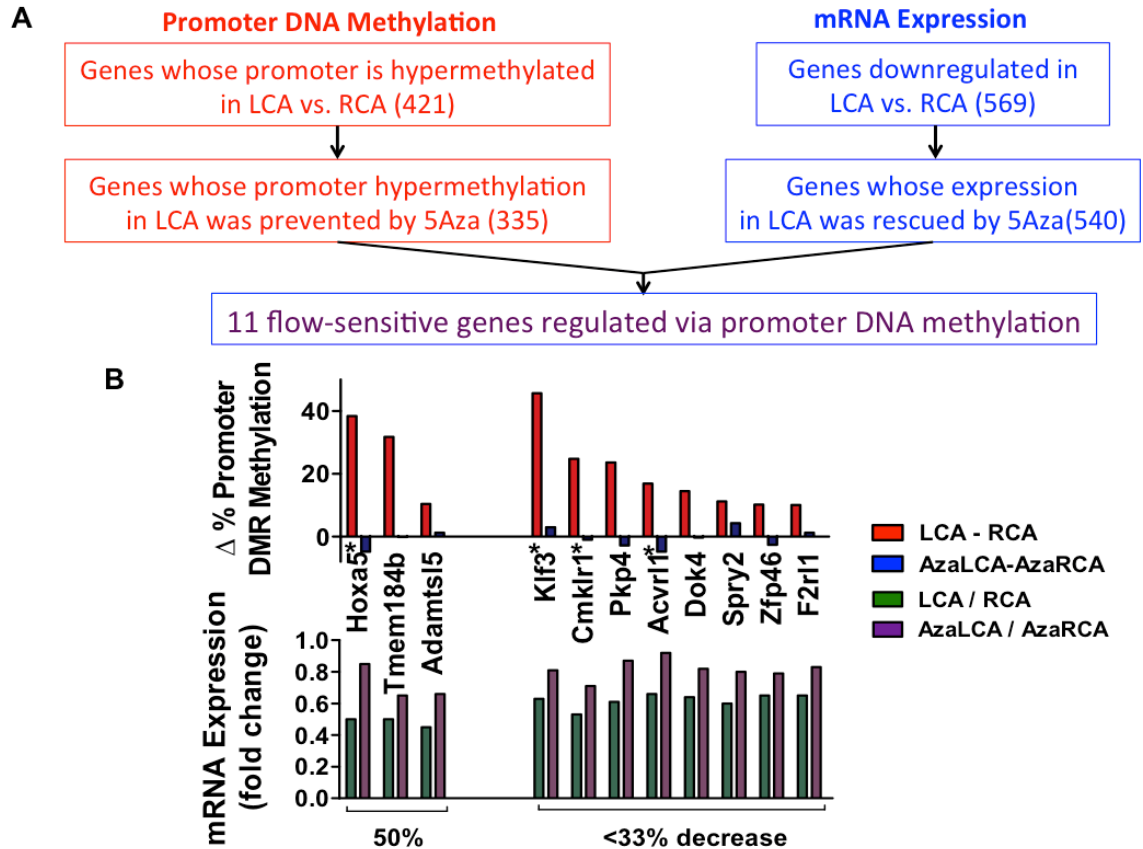 A
Promoter DNA Methylation
mRNA Expression
Genes whose promoter is hypermethylated
in LCA vs. RCA (421)
Genes downregulated in
LCA vs. RCA (569)
Genes whose promoter hypermethylation
in LCA was prevented by 5Aza (335)
Genes whose expression
in LCA was rescued by 5Aza(540)
11 flow-sensitive genes regulated via promoter DNA methylation
B
Δ % Promoter
DMR Methylation
40
20
0
Hoxa5*
Tmem184b
Adamtsl5
Klf3*
Cmklr1*
Pkp4
Acvrl1*
Dok4
Spry2
Zfp46
F2rl1
LCA - RCA
AzaLCA-AzaRCA
LCA / RCA
AzaLCA / AzaRCA
mRNA Expression
(fold change)
1.0
0.8
0.6
0.4
0.2
0.0
50%
<33% decrease